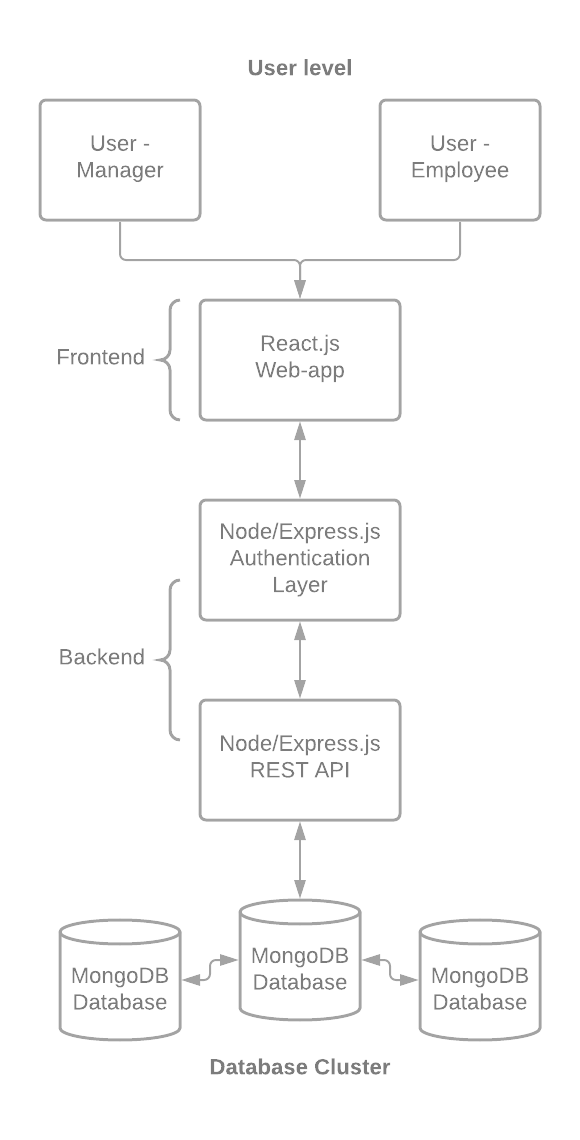 User level
User -
Manager
User -
Employee
React.js
Web-app
Frontend
Node/Express.js
Authentication
Layer
Backend
Node/Express.js
REST API
MongoDB
Database
MongoDB
Database
MongoDB
Database
Database Cluster